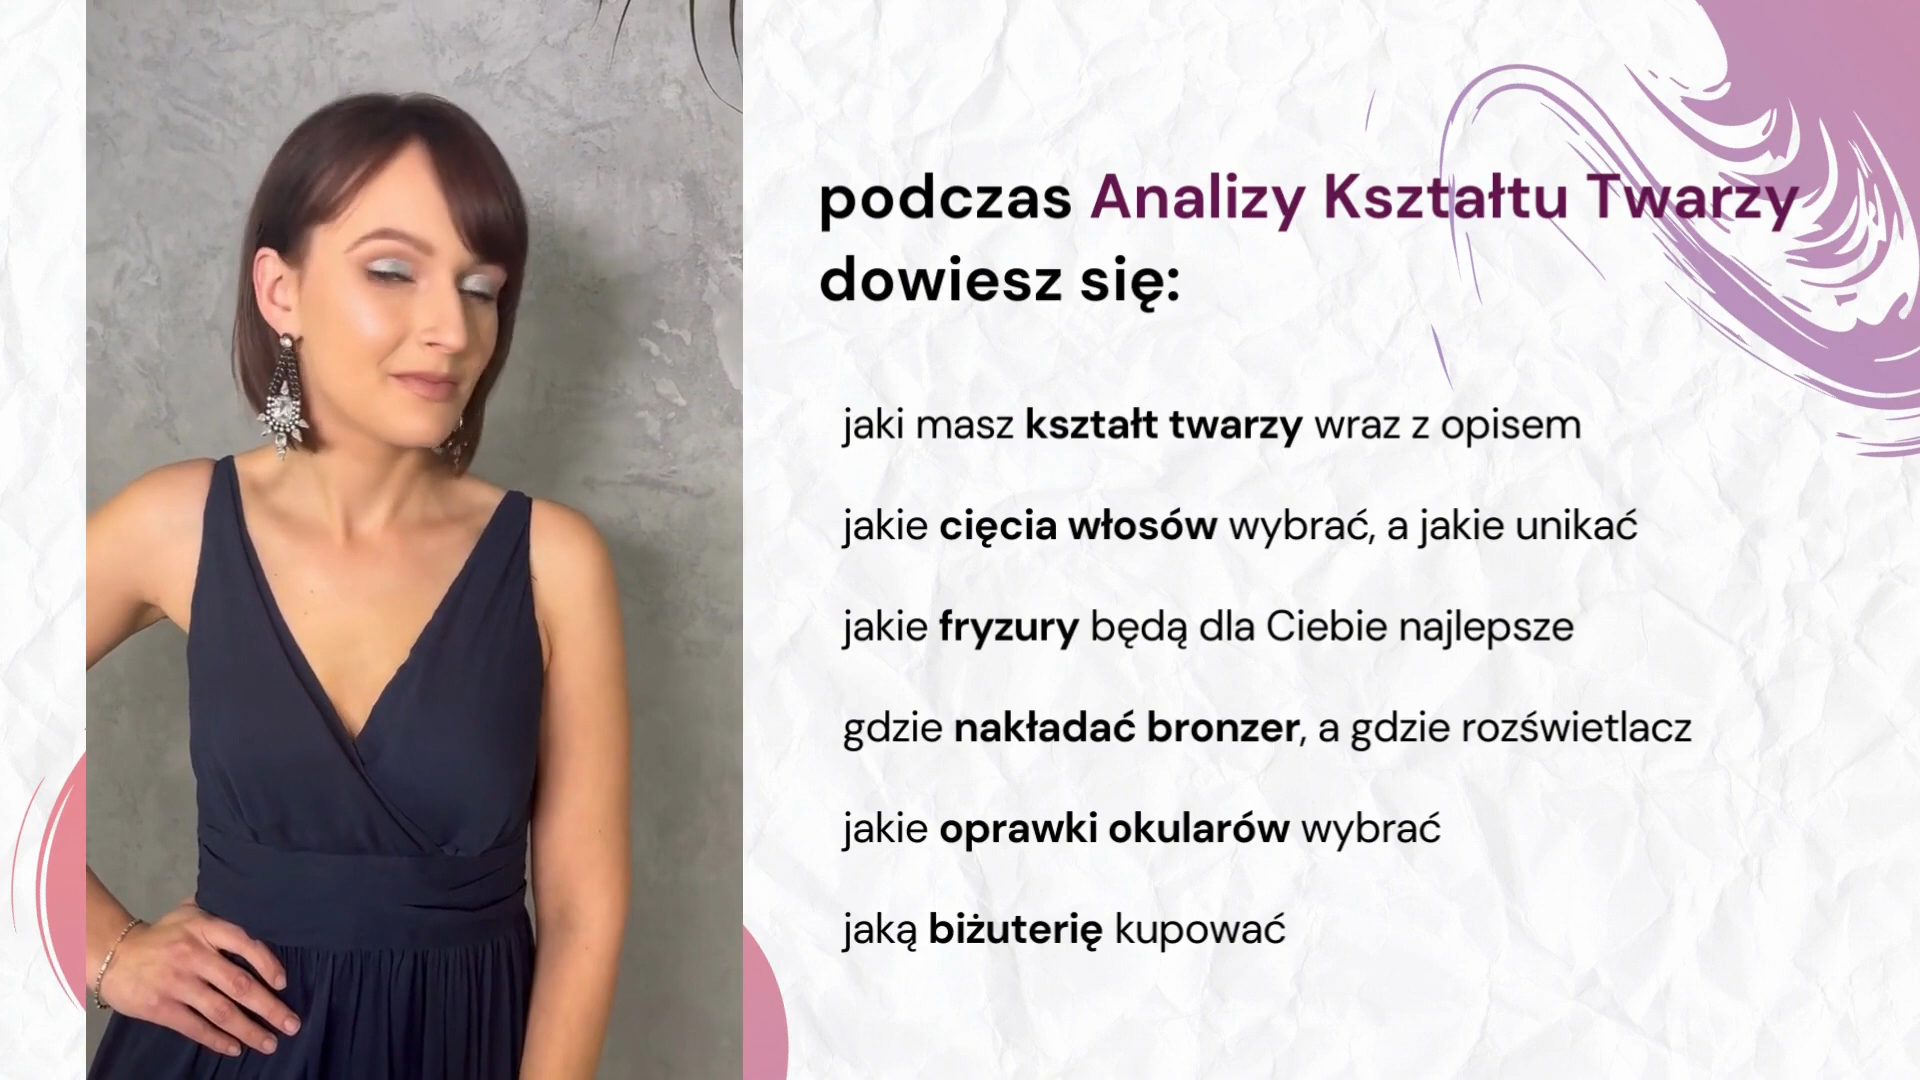 podczas Analizy Kształtu Twarzy
dowiesz się:
jaki masz kształt twarzy wraz z opisem
jakie cięcia włosów wybrać, a jakie unikać
jakie fryzury będą dla Ciebie najlepsze
gdzie nakładać bronzer, a gdzie rozświetlacz
jakie oprawki okularów wybrać
jaką biżuterię kupować